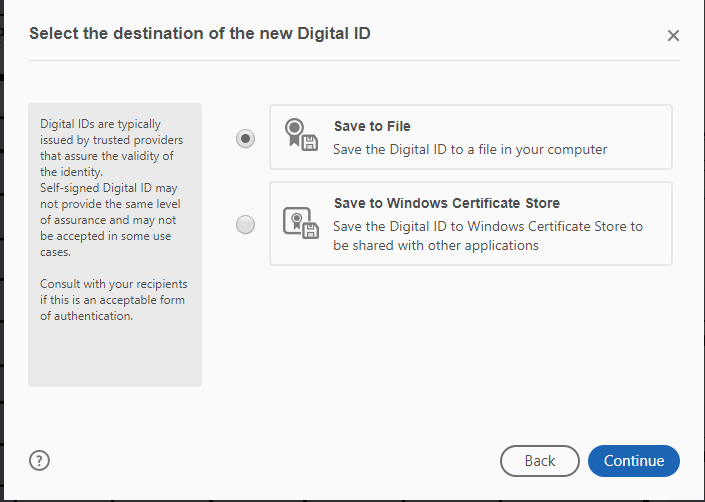 Select the destination of the new Digital ID
Digital IDs are typically
issued by trusted providers
that assure the validity of
the identity.
Self-signed Digital ID may
not provide the same level
of assurance and may not
be accepted in some use
cases.
Consult with your recipients
if this is an acceptable form
of authentication.
Save to File
Save the Digital ID to a file in your computer
Save to Windows Certificate Store
Save the Digital ID to Windows Certificate Store to
be shared with other applications
?
Back
Continue